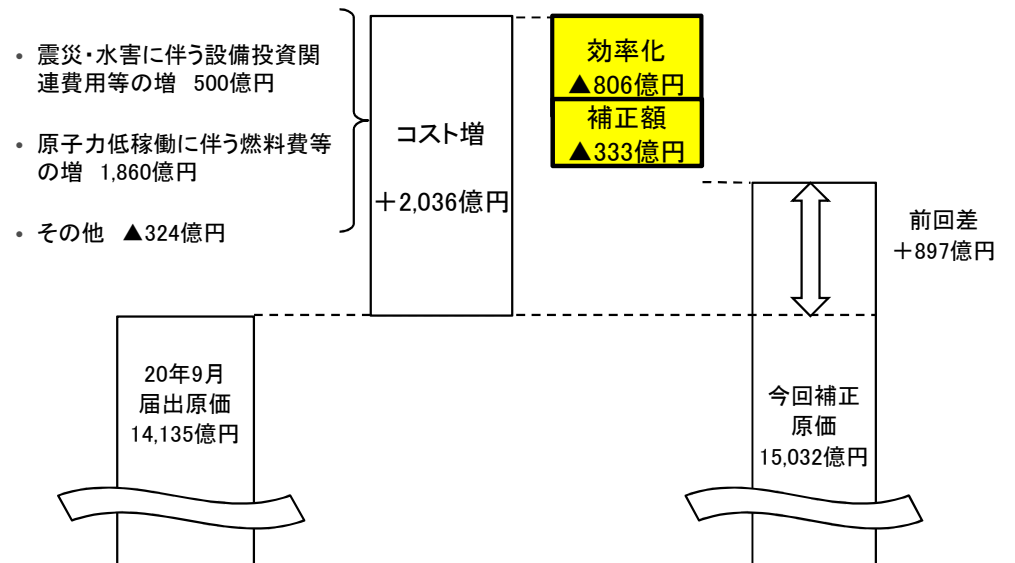 ・ 震災・水害に伴う設備投資関
連費用等の増 500億円
・ 原子力低稼働に伴う燃料費等
の増 1,860億円
・ その他 ▲324億円
コスト増
＋2,036億円
効率化
▲806億円
補正額
▲333億円
前回差
＋897億円
20年9月
届出原価
14,135億円
今回補正
原価
15,032億円